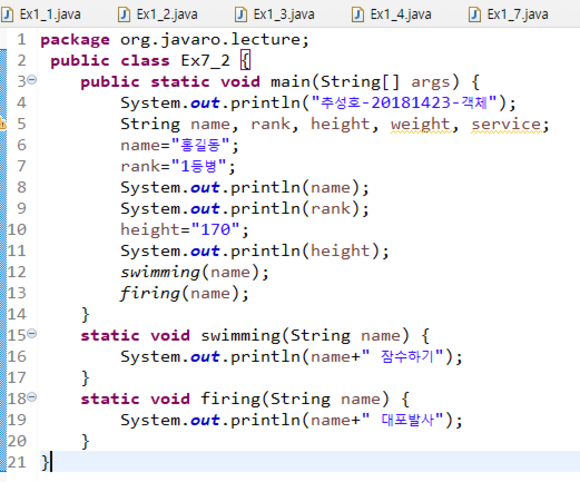 Ex1_1.java Ex1_2.java Ex1_3.java Ex1_4.java Ex1_7.java
1 package org.javaro.lecture;
2 public class Ex7_2 {
3 public static void main(String[] args) {
4 System.out.println("추성호-20181423-객체");
5 String name, rank, height, weight, service;
6 name="홍길동";
7 rank="1등병";
8 System.out.println(name);
9 System.out.println(rank);
10 height="170";
11 System.out.println(height);
12 swimming(name);
13 firing(name);
14 }
15 static void swimming(String name) {
16 System.out.println(name+" 잠수하기");
17 }
18 static void firing(String name) {
19 System.out.println(name+" 대포발사");
20 }
21 }